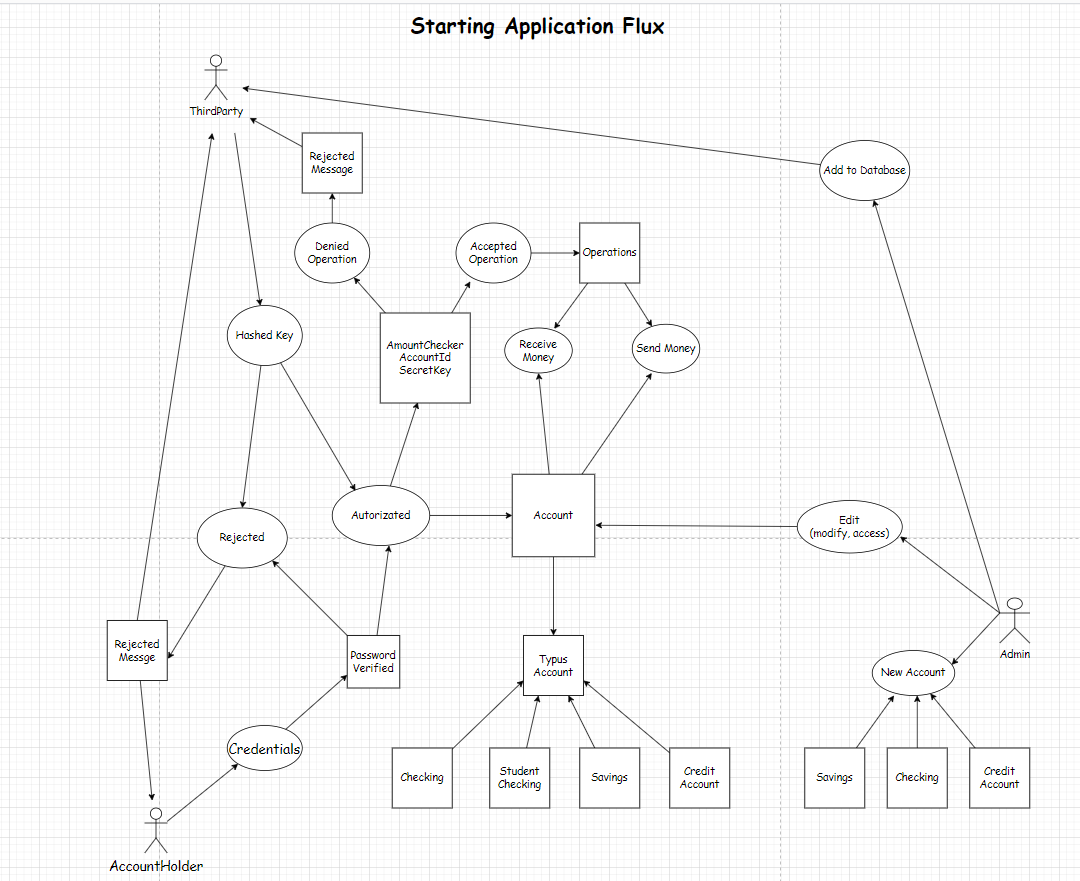 Starting Application Flux
ThirdParty
Rejected
Message
Add to Database
Denied
Operation
Accepted
Operation
Operations
Hashed Key
AmountChecker
AccountId
SecretKey
Receive
Money
Send Money
Rejected
Autorizated
Account
Edit
(modify, access)
Rejected
Messge
Password
Verified
Typus
Account
Admin
New Account
Credentials
Checking
Student
Checking
Savings
Credit
Account
Savings
Checking
Credit
Account
AccountHolder